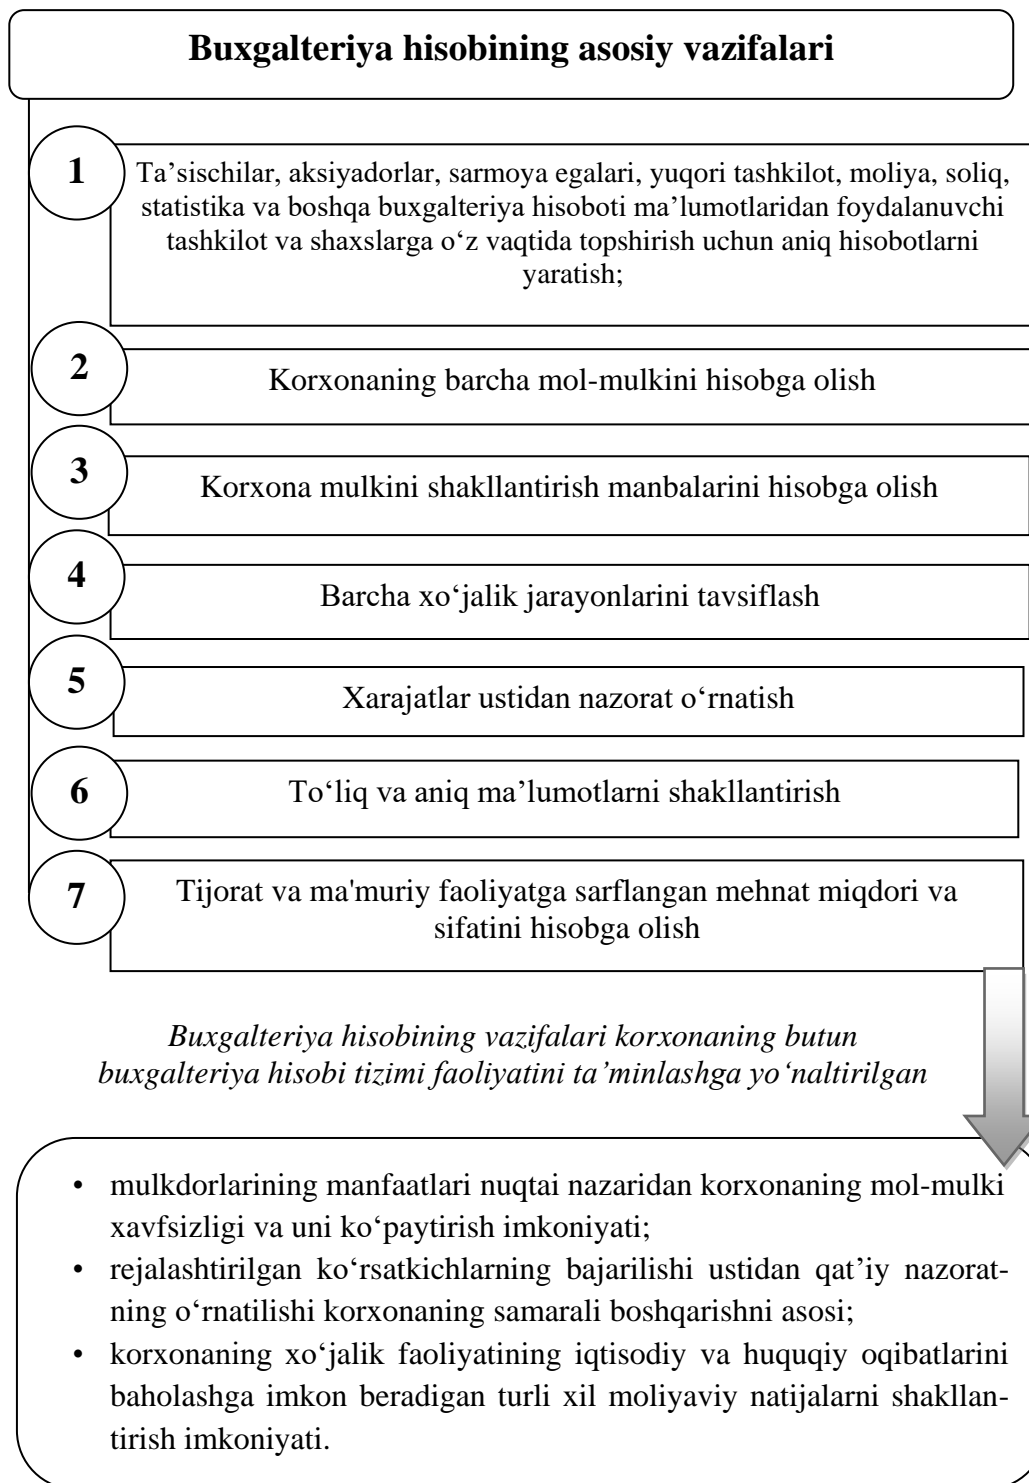 Buxgalteriya hisobining asosiy vazifalari
1
Ta’sischilar, aksiyadorlar, sarmoya egalari, yuqori tashkilot, moliya, soliq,
statistika va boshqa buxgalteriya hisoboti ma’lumotlaridan foydalanuvchi
tashkilot va shaxslarga o‘z vaqtida topshirish uchun aniq hisobotlarni
yaratish;
2
Korxonaning barcha mol-mulkini hisobga olish
3
Korxona mulkini shakllantirish manbalarini hisobga olish
4
Barcha xo‘jalik jarayonlarini tavsiflash
5
Xarajatlar ustidan nazorat o‘rnatish
6
To‘liq va aniq ma’lumotlarni shakllantirish
7
Tijorat va ma'muriy faoliyatga sarflangan mehnat miqdori va
sifatini hisobga olish
Buxgalteriya hisobining vazifalari korxonaning butun
buxgalteriya hisobi tizimi faoliyatini ta’minlashga yo‘naltirilgan
• mulkdorlarining manfaatlari nuqtai nazaridan korxonaning mol-mulki
xavfsizligi va uni ko‘paytirish imkoniyati;
• rejalashtirilgan ko‘rsatkichlarning bajarilishi ustidan qat’iy nazorat-
ning o‘rnatilishi korxonaning samarali boshqarishni asosi;
• korxonaning xo‘jalik faoliyatining iqtisodiy va huquqiy oqibatlarini
baholashga imkon beradigan turli xil moliyaviy natijalarni shakllan-
tirish imkoniyati.